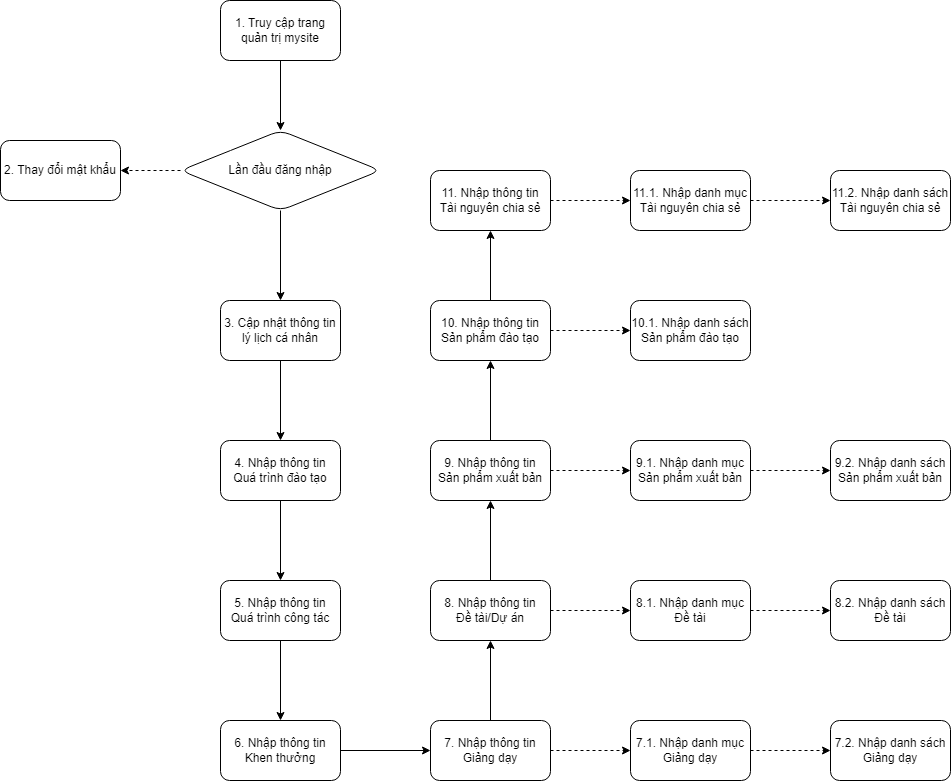 1. Truy cập trang
quản trị mysite
Lần đầu đăng nhập
2. Thay đổi mật khẩu
3. Cập nhật thông tin
lý lịch cá nhân
4. Nhập thông tin
Quá trình đào tạo
5. Nhập thông tin
Quá trình công tác
6. Nhập thông tin
Khen thưởng
7. Nhập thông tin
Giảng dạy
7.1. Nhập danh mục
Giảng dạy
7.2. Nhập danh sách
Giảng dạy
8. Nhập thông tin
Đề tài/Dự án
8.1. Nhập danh mục
Đề tài
8.2. Nhập danh sách
Đề tài
9. Nhập thông tin
Sản phẩm xuất bản
9.1. Nhập danh mục
Sản phẩm xuất bản
9.2. Nhập danh sách
Sản phẩm xuất bản
10. Nhập thông tin
Sản phẩm đào tạo
10.1. Nhập danh sách
Sản phẩm đào tạo
11. Nhập thông tin
Tài nguyên chia sẻ
11.1. Nhập danh mục
Tài nguyên chia sẻ
11.2. Nhập danh sách
Tài nguyên chia sẻ